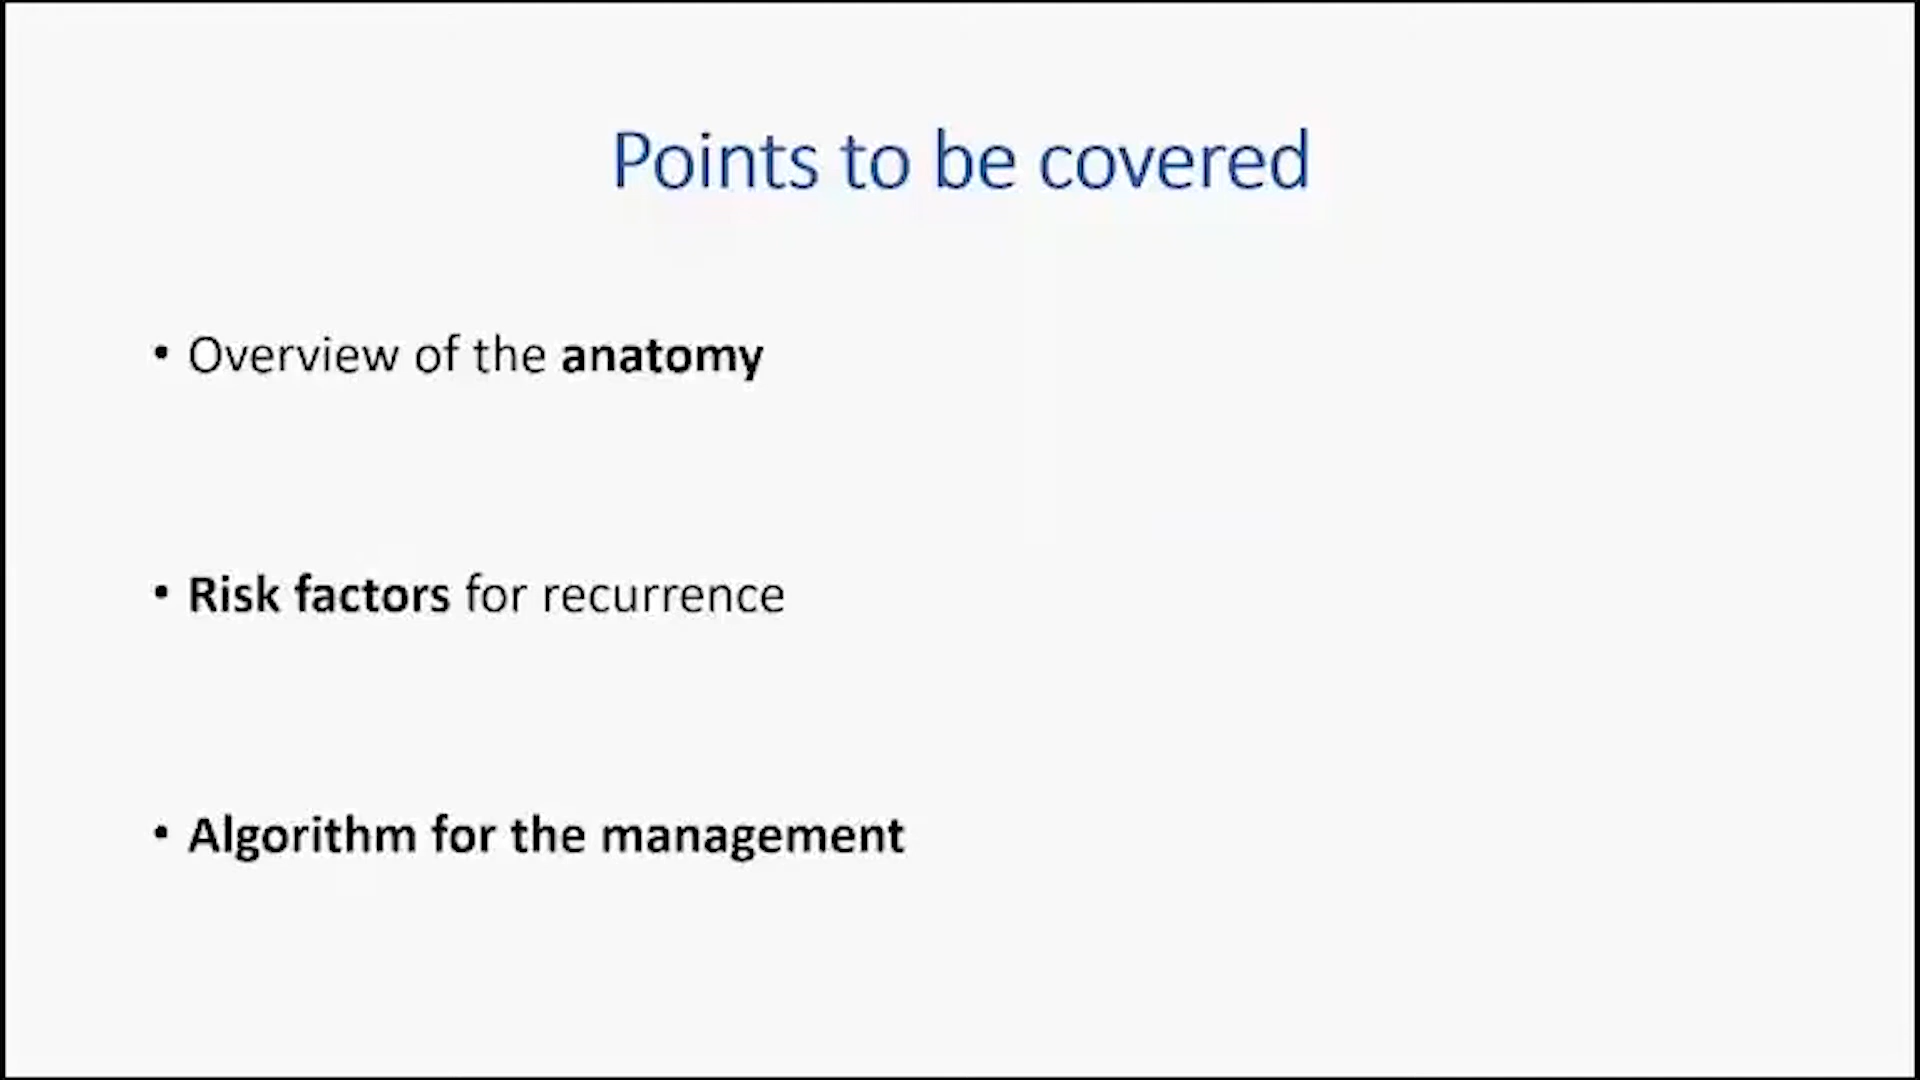 Points to be covered
• Overview of the anatomy
• Risk factors for recurrence
• Algorithm for the management